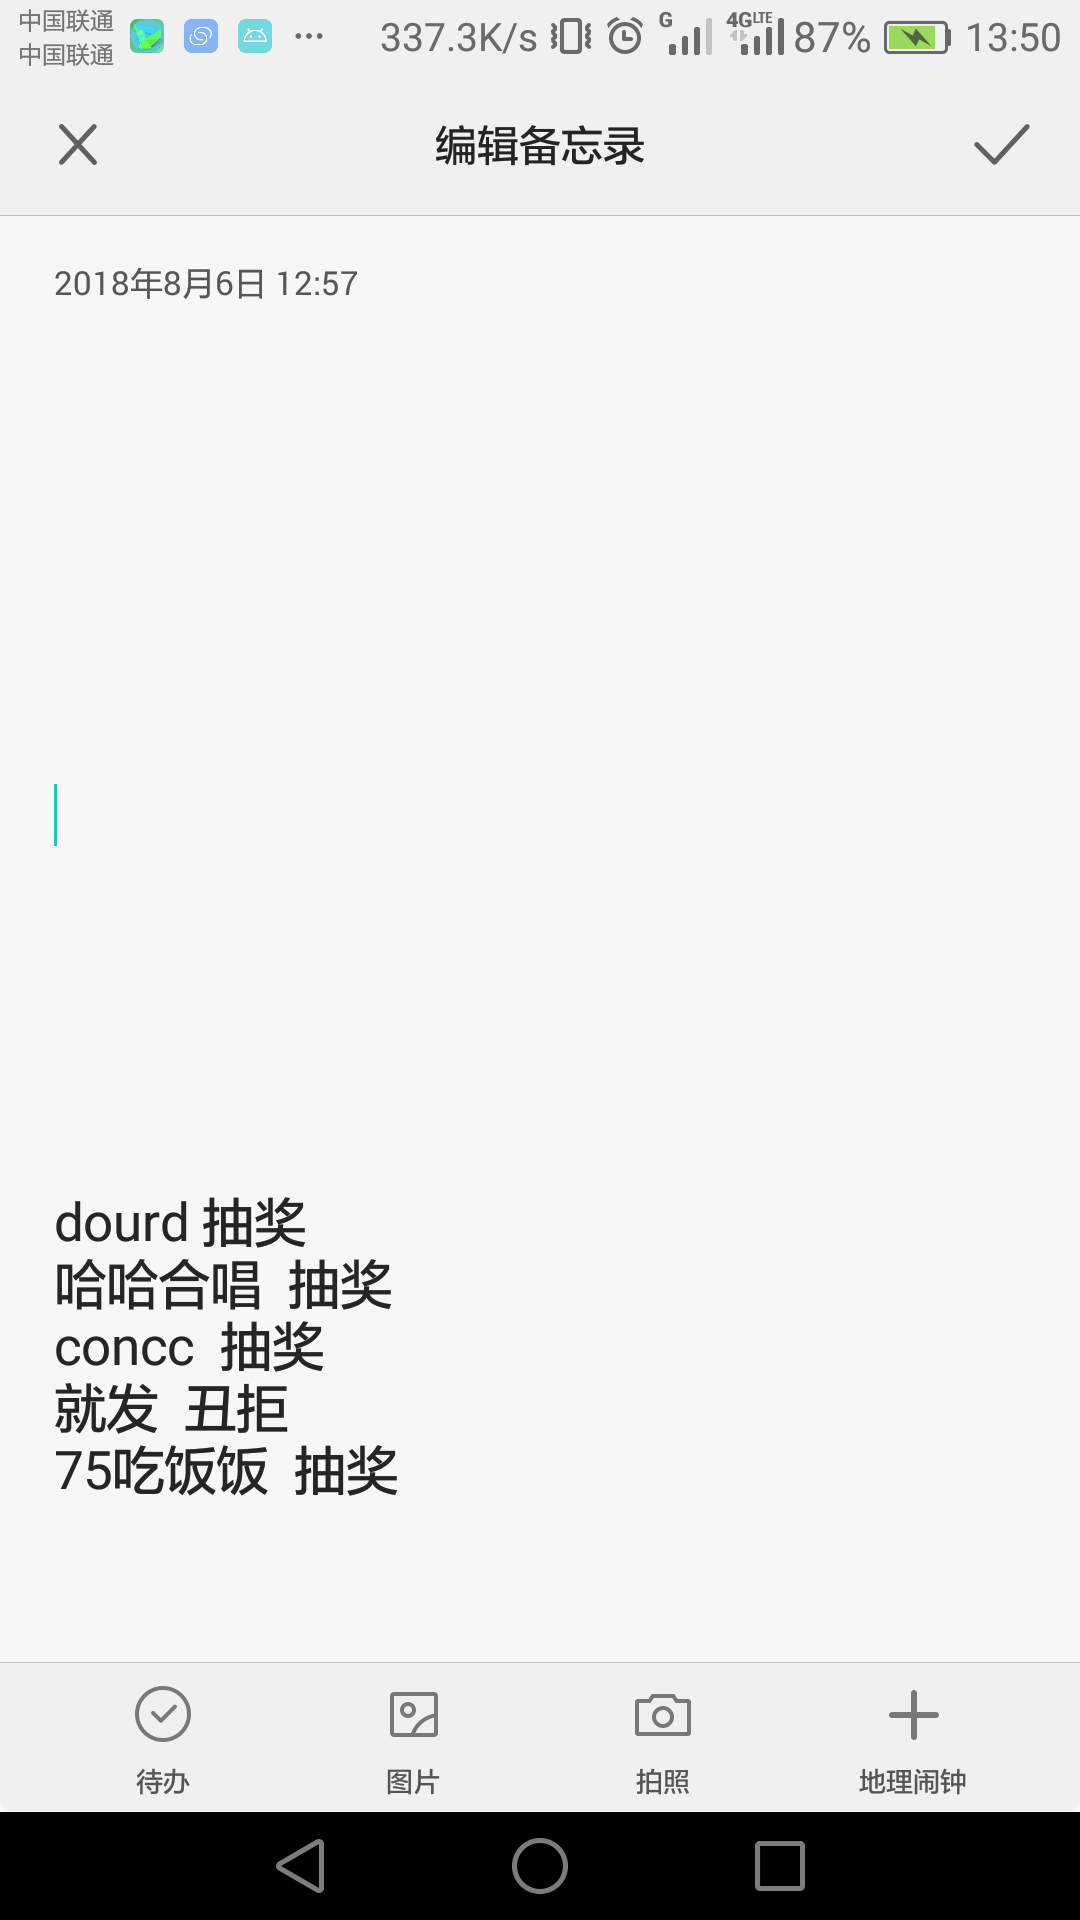 中国联通
中国联通
337.3K/s
G
4G LTE
87%
13:50
编辑备忘录
2018年8月6日 12:57
dourd 抽奖
哈哈合唱 抽奖
concc 抽奖
就发 丑拒
75吃饭饭 抽奖
待办
图片
拍照
地理闹钟